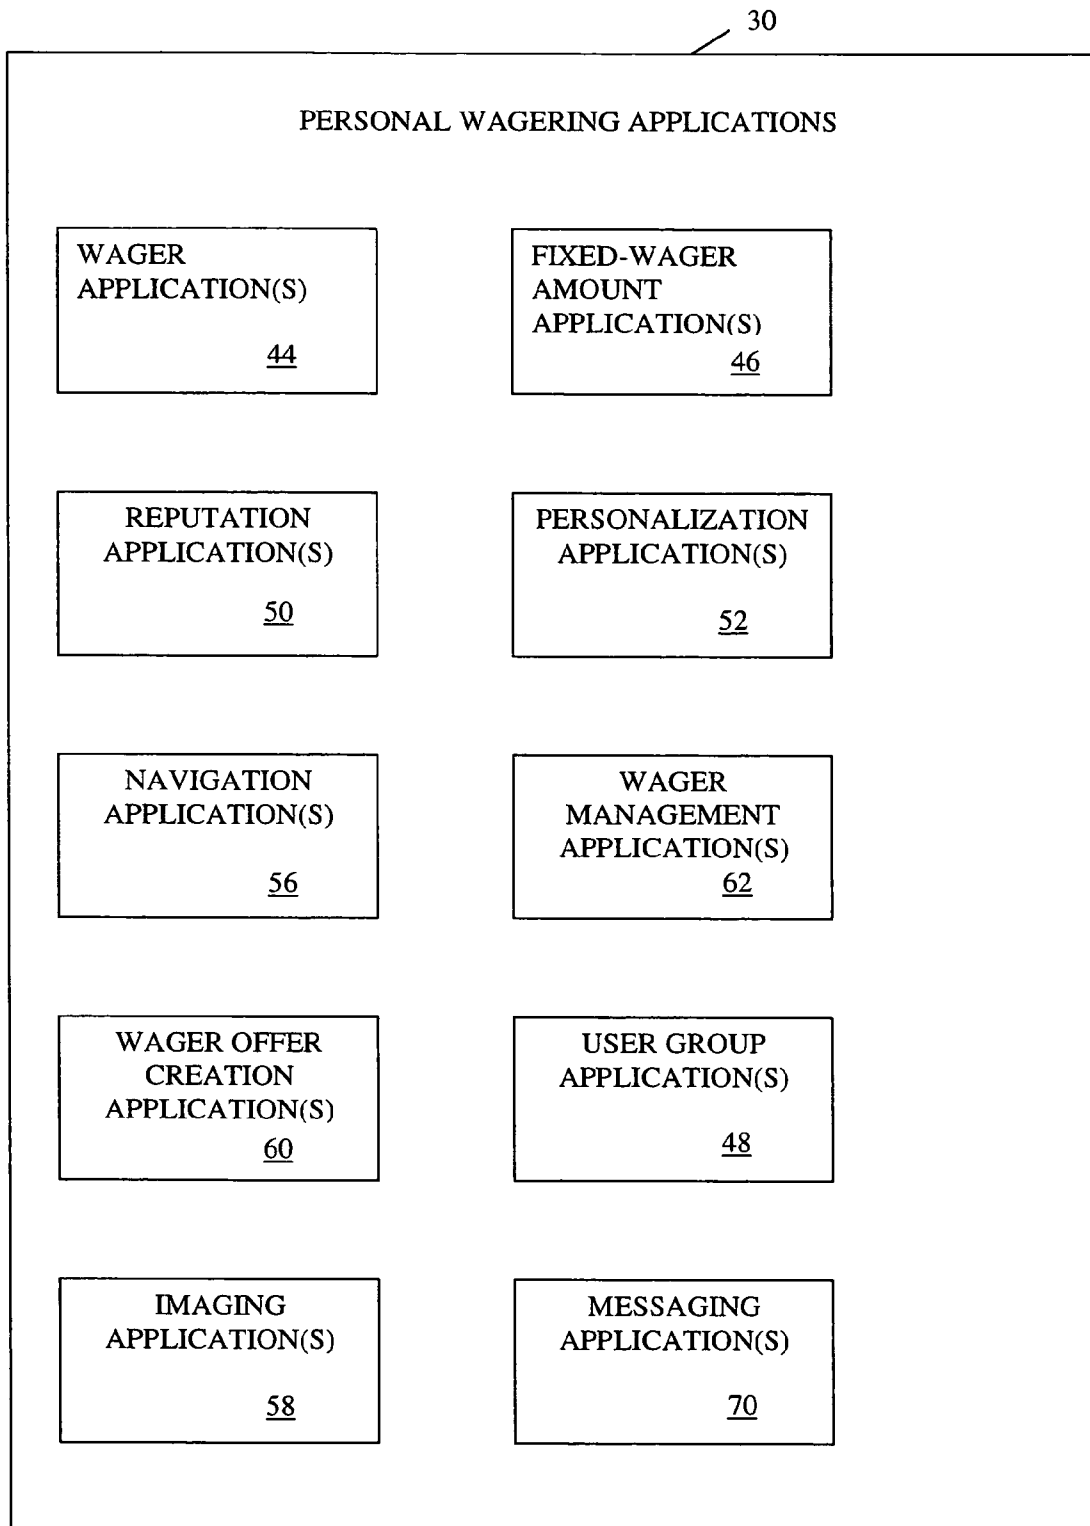 30
PERSONAL WAGERING APPLICATIONS
WAGER
APPLICATION(S)
44
FIXED-WAGER
AMOUNT
APPLICATION(S)
46
REPUTATION
APPLICATION(S)
50
PERSONALIZATION
APPLICATION(S)
52
NAVIGATION
APPLICATION(S)
56
WAGER
MANAGEMENT
APPLICATION(S)
62
WAGER OFFER
CREATION
APPLICATION(S)
60
USER GROUP
APPLICATION(S)
48
IMAGING
APPLICATION(S)
58
MESSAGING
APPLICATION(S)
70